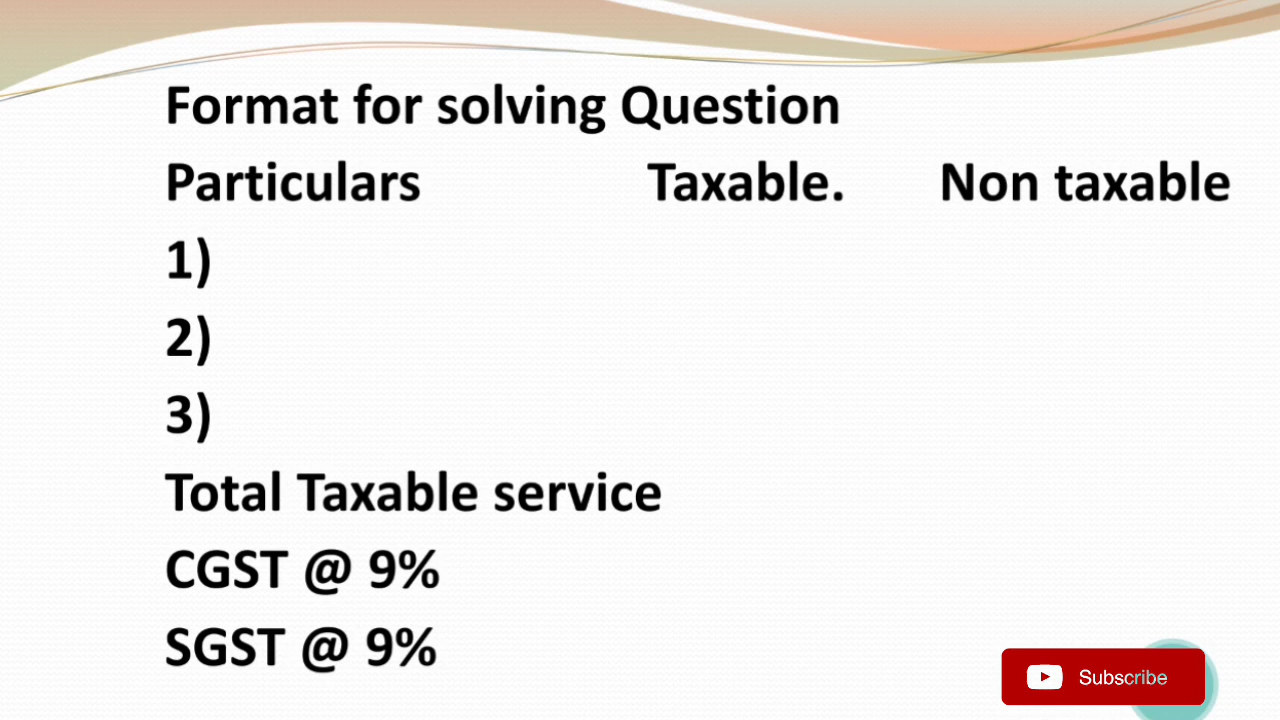 Format for solving Question
Particulars Taxable. Non taxable
1)
2)
3)
Total Taxable service
CGST @ 9%
SGST @ 9%
Subscribe